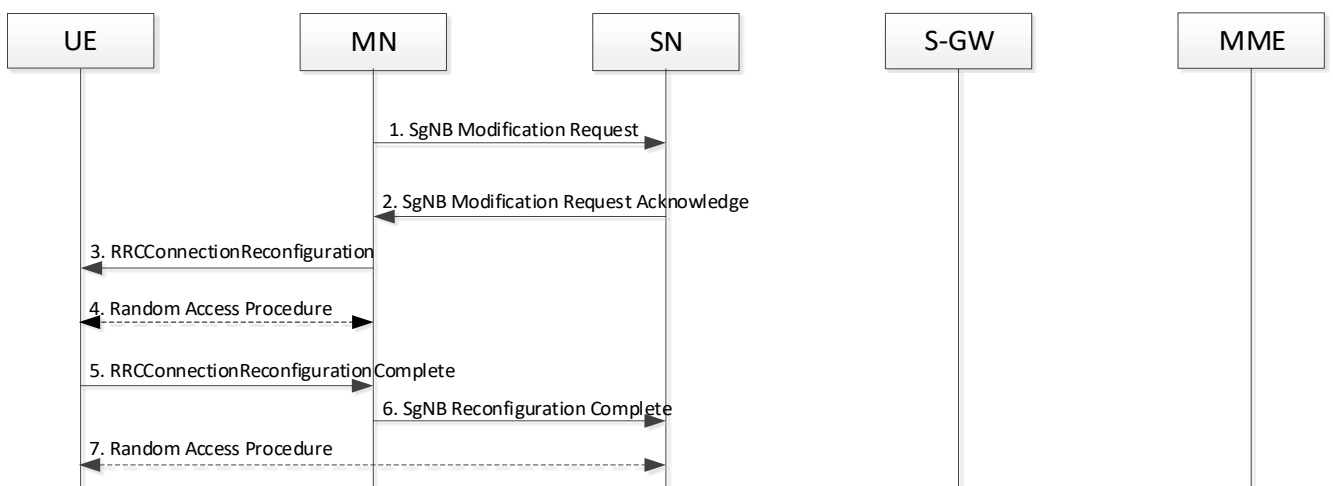 UE
MN
SN
S-GW
MME
1. SgNB Modification Request
2. SgNB Modification Request Acknowledge
3. RRCConnectionReconfiguration
4. Random Access Procedure
5. RRCConnectionReconfigurationComplete
6. SgNB Reconfiguration Complete
7. Random Access Procedure